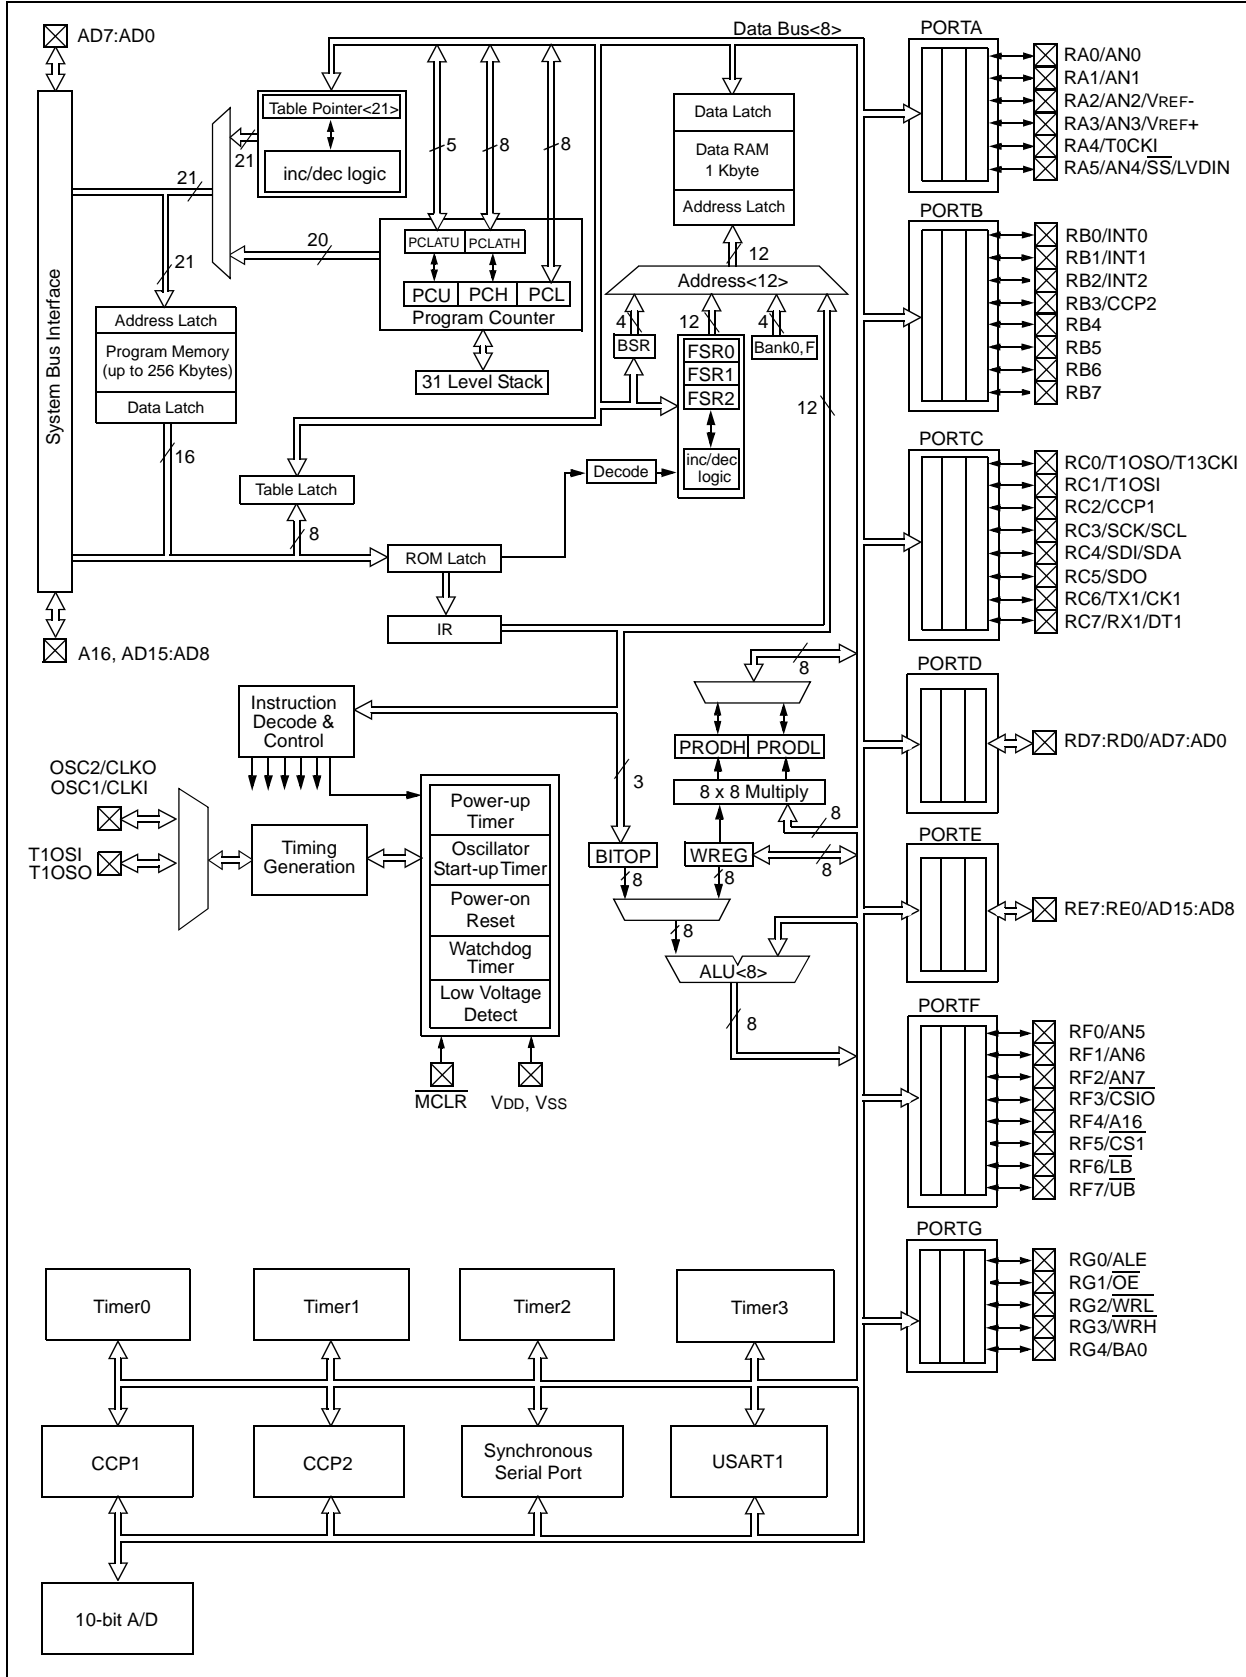 Data Bus<8>
AD7:AD0
System Bus Interface
A16, AD15:AD8
Table Pointer<21>
inc/dec logic
21
21
21
20
5
8
8
PCLATU
PCLATH
PCU
PCH
PCL
Program Counter
31 Level Stack
Address Latch
Program Memory
(up to 256 Kbytes)
Data Latch
16
Table Latch
8
ROM Latch
IR
Decode
Data Latch
Data RAM
1 Kbyte
Address Latch
12
Address<12>
4
12
4
BSR
Bank0, F
FSR0
FSR1
FSR2
inc/dec
logic
12
8
PRODH
PRODL
8 x 8 Multiply
8
3
BITOP
WREG
8
8
8
8
ALU<8>
8
Instruction
Decode &
Control
OSC2/CLKO
OSC1/CLKI
T1OSI
T1OSO
Timing
Generation
Power-up
Timer
Oscillator
Start-up Timer
Power-on
Reset
Watchdog
Timer
Low Voltage
Detect
MCLR
VDD, VSS
PORTA
RA0/AN0
RA1/AN1
RA2/AN2/VREF-
RA3/AN3/VREF+
RA4/T0CKI
RA5/AN4/SS/LVDIN
PORTB
RB0/INT0
RB1/INT1
RB2/INT2
RB3/CCP2
RB4
RB5
RB6
RB7
PORTC
RC0/T1OSO/T13CKI
RC1/T1OSI
RC2/CCP1
RC3/SCK/SCL
RC4/SDI/SDA
RC5/SDO
RC6/TX1/CK1
RC7/RX1/DT1
PORTD
RD7:RD0/AD7:AD0
PORTE
RE7:RE0/AD15:AD8
PORTF
RF0/AN5
RF1/AN6
RF2/AN7
RF3/CSIO
RF4/A16
RF5/CS1
RF6/LB
RF7/UB
PORTG
RG0/ALE
RG1/OE
RG2/WRL
RG3/WRH
RG4/BA0
Timer0
Timer1
Timer2
Timer3
CCP1
CCP2
Synchronous
Serial Port
USART1
10-bit A/D